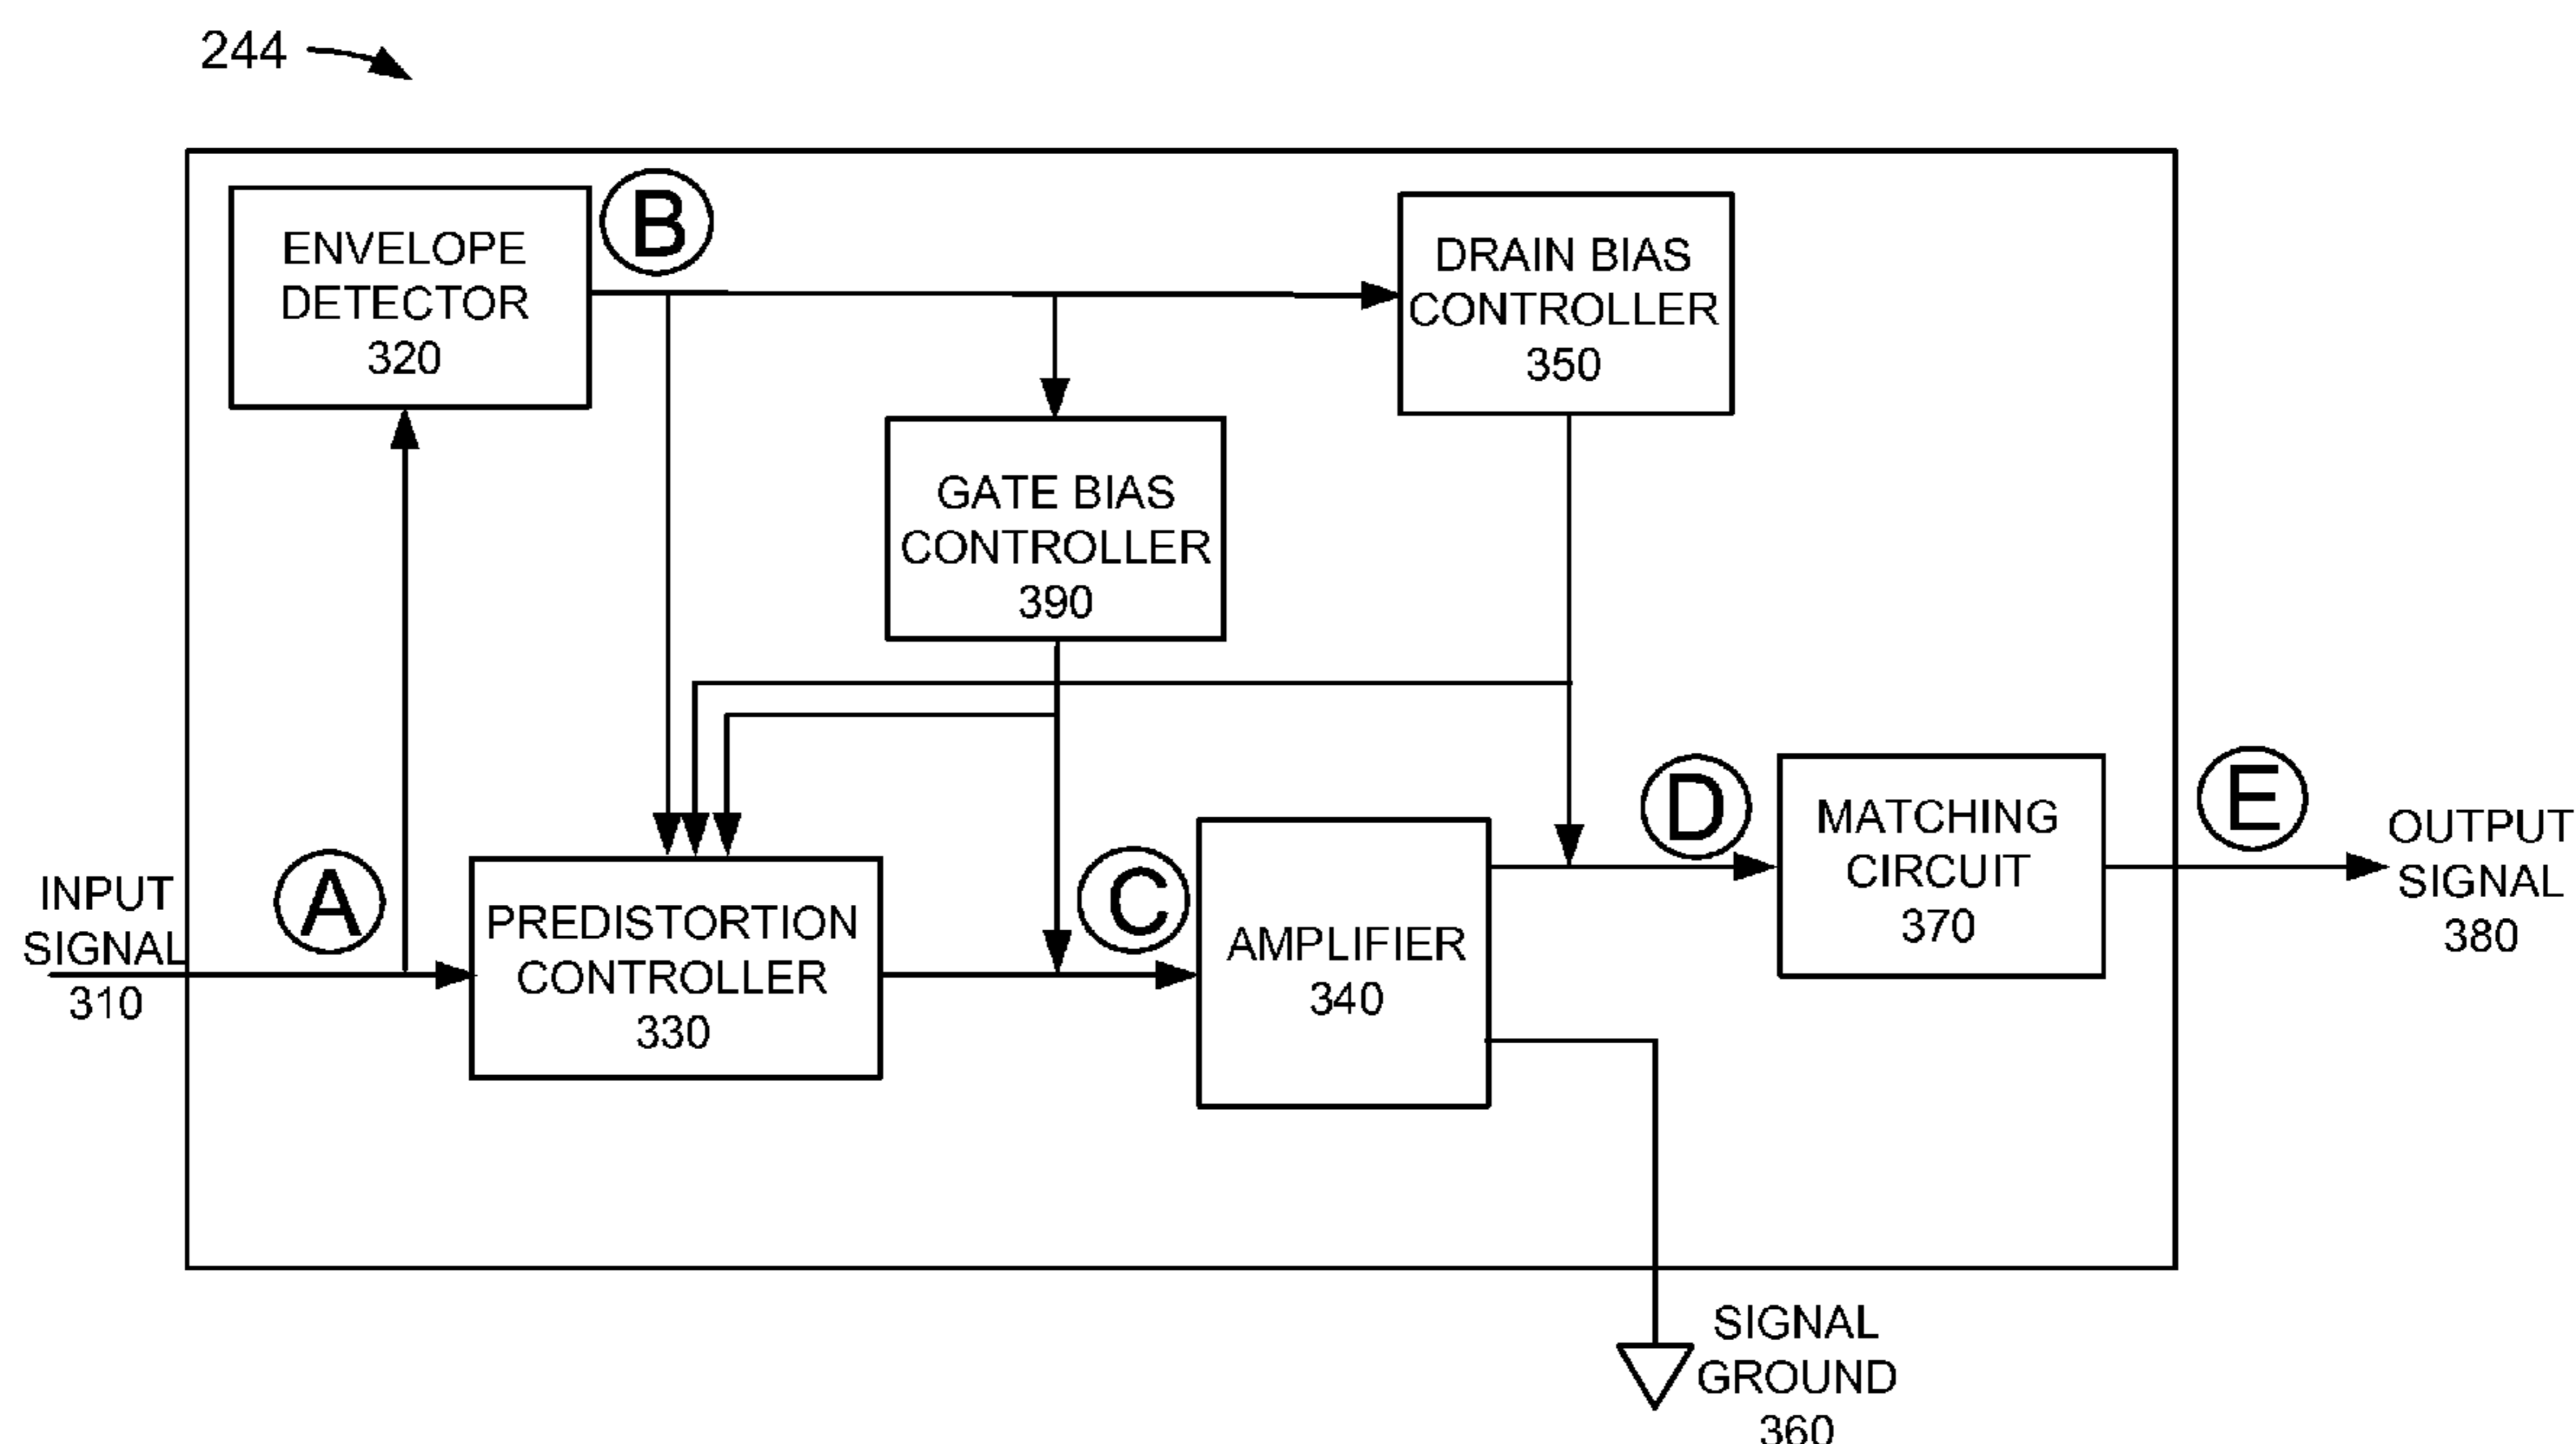 244
ENVELOPE
DETECTOR
320
B
DRAIN BIAS
CONTROLLER
350
GATE BIAS
CONTROLLER
390
INPUT
SIGNAL
310
A
PREDISTORTION
CONTROLLER
330
C
AMPLIFIER
340
D
MATCHING
CIRCUIT
370
E
OUTPUT
SIGNAL
380
SIGNAL
GROUND
360